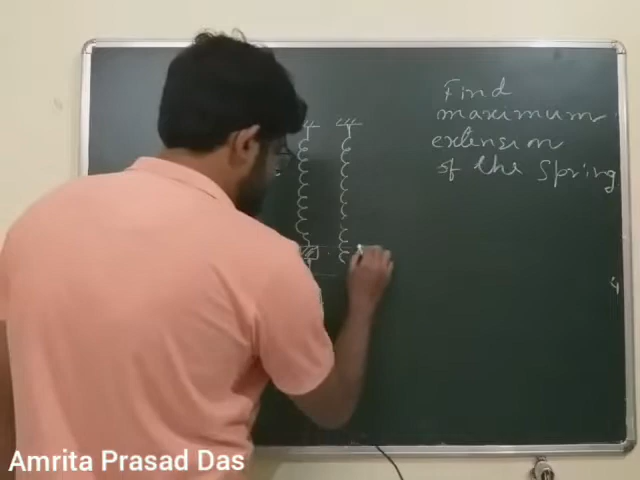 Find
maximum
extension
of the Spring
Amrita Prasad Das